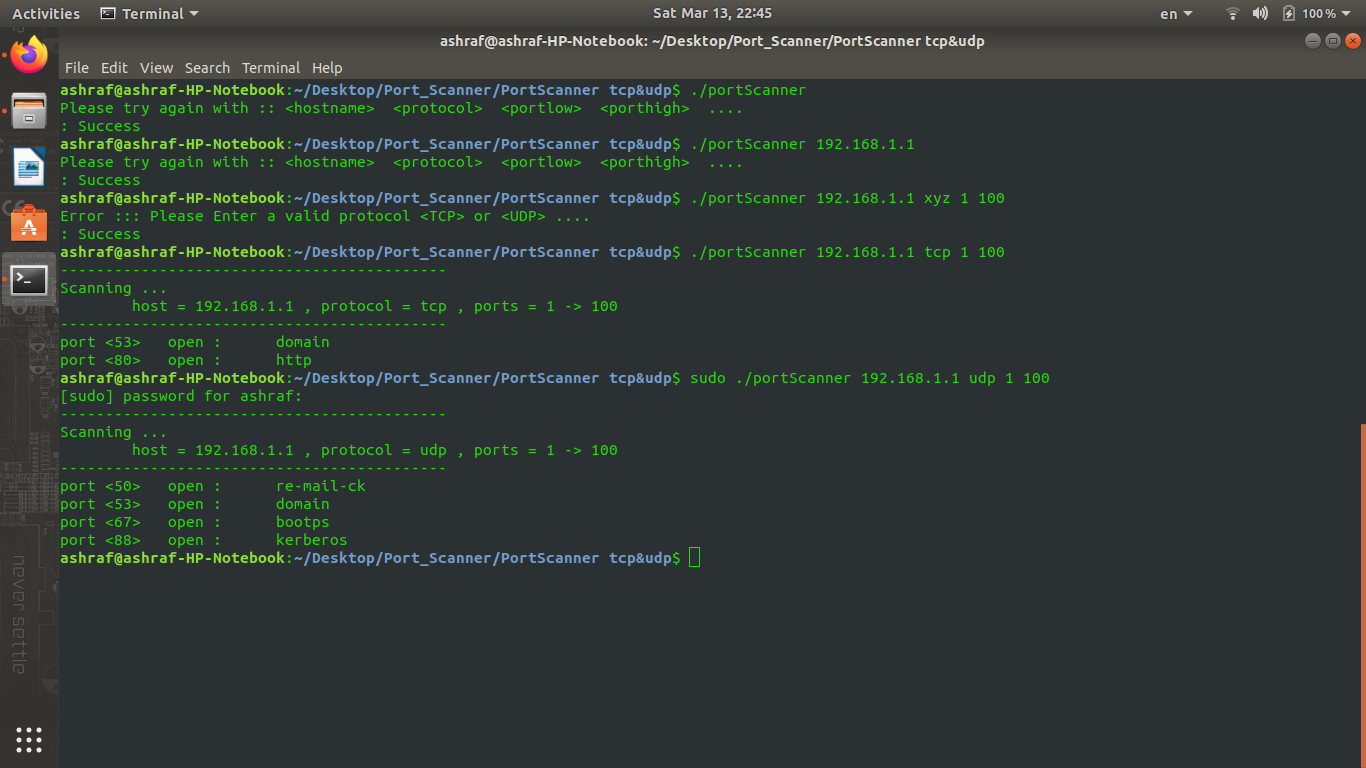 Activities Terminal Sat Mar 13, 22:45 en 100 %
ashraf@ashraf-HP-Notebook: ~/Desktop/Port_Scanner/PortScanner tcp&udp
File Edit View Search Terminal Help
ashraf@ashraf-HP-Notebook:~/Desktop/Port_Scanner/PortScanner tcp&udp$ ./portScanner
Please try again with :: <hostname>  <protocol>  <portlow>  <porthigh>  ....
: Success
ashraf@ashraf-HP-Notebook:~/Desktop/Port_Scanner/PortScanner tcp&udp$ ./portScanner 192.168.1.1
Please try again with :: <hostname>  <protocol>  <portlow>  <porthigh>  ....
: Success
ashraf@ashraf-HP-Notebook:~/Desktop/Port_Scanner/PortScanner tcp&udp$ ./portScanner 192.168.1.1 xyz 1 100
Error ::: Please Enter a valid protocol <TCP> or <UDP> ....
: Success
ashraf@ashraf-HP-Notebook:~/Desktop/Port_Scanner/PortScanner tcp&udp$ ./portScanner 192.168.1.1 tcp 1 100
-------------------------------------------
Scanning ...
        host = 192.168.1.1 , protocol = tcp , ports = 1 -> 100
-------------------------------------------
port <53>   open :      domain
port <80>   open :      http
ashraf@ashraf-HP-Notebook:~/Desktop/Port_Scanner/PortScanner tcp&udp$ sudo ./portScanner 192.168.1.1 udp 1 100
[sudo] password for ashraf:
-------------------------------------------
Scanning ...
        host = 192.168.1.1 , protocol = udp , ports = 1 -> 100
-------------------------------------------
port <50>   open :      re-mail-ck
port <53>   open :      domain
port <67>   open :      bootps
port <88>   open :      kerberos
ashraf@ashraf-HP-Notebook:~/Desktop/Port_Scanner/PortScanner tcp&udp$
never settle